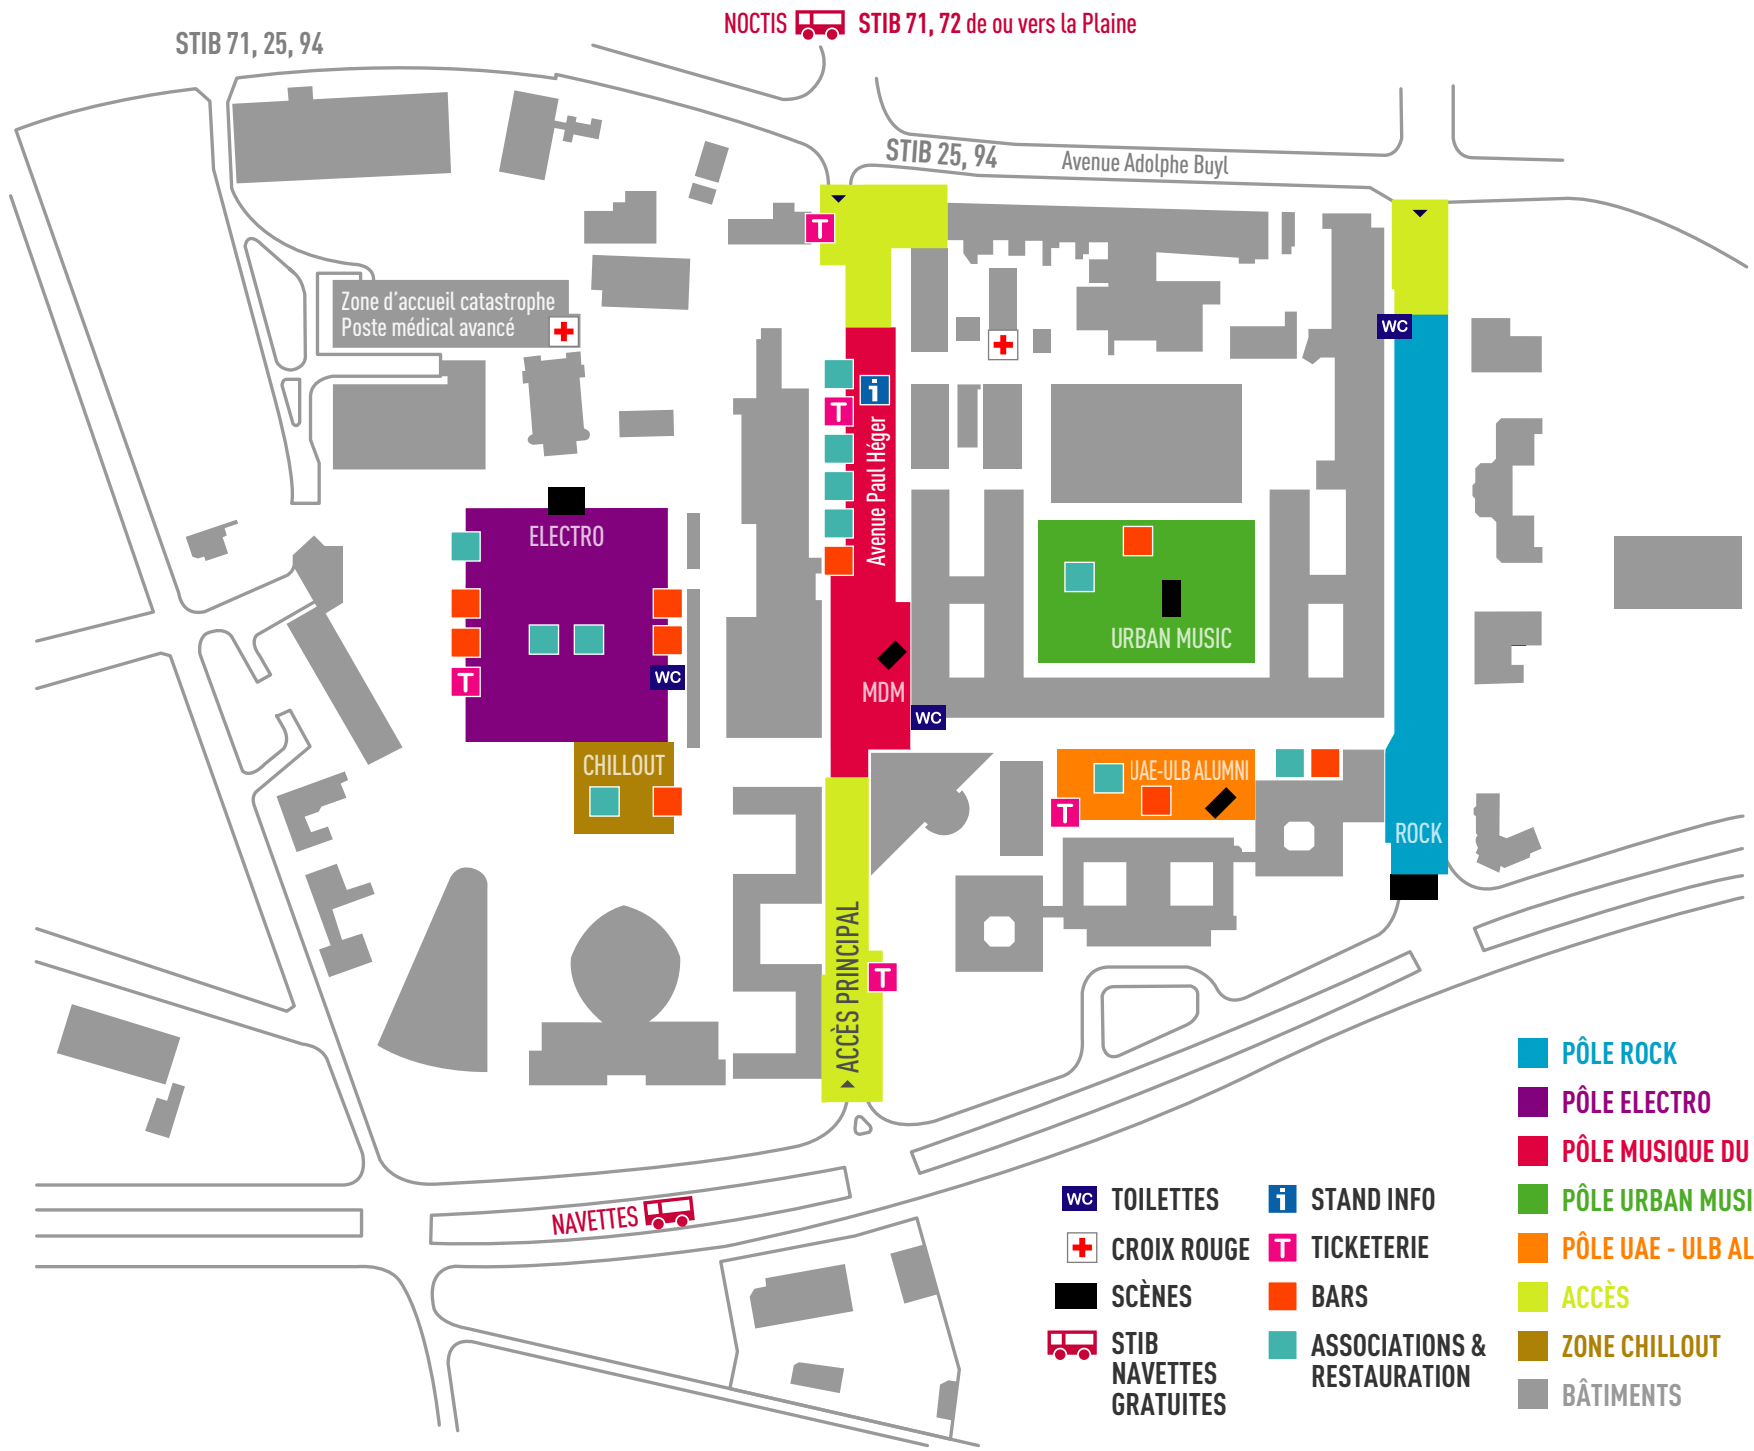 NOCTIS STIB 71, 72 de ou vers la Plaine
STIB 71, 25, 94
STIB 25, 94
Avenue Adolphe Buyl
T
Zone d'accueil catastrophe
Poste médical avancé
WC
i
T
Avenue Paul Héger
ELECTRO
URBAN MUSIC
T
WC
MDM
WC
CHILLOUT
UAE-ULB ALUMNI
T
ROCK
ACCÈS PRINCIPAL
T
NAVETTES
WC TOILETTES
CROIX ROUGE
SCÈNES
STIB
NAVETTES
GRATUITES
i STAND INFO
T TICKETERIE
BARS
ASSOCIATIONS &
RESTAURATION
PÔLE ROCK
PÔLE ELECTRO
PÔLE MUSIQUE DU
PÔLE URBAN MUSI
PÔLE UAE - ULB AL
ACCÈS
ZONE CHILLOUT
BÂTIMENTS